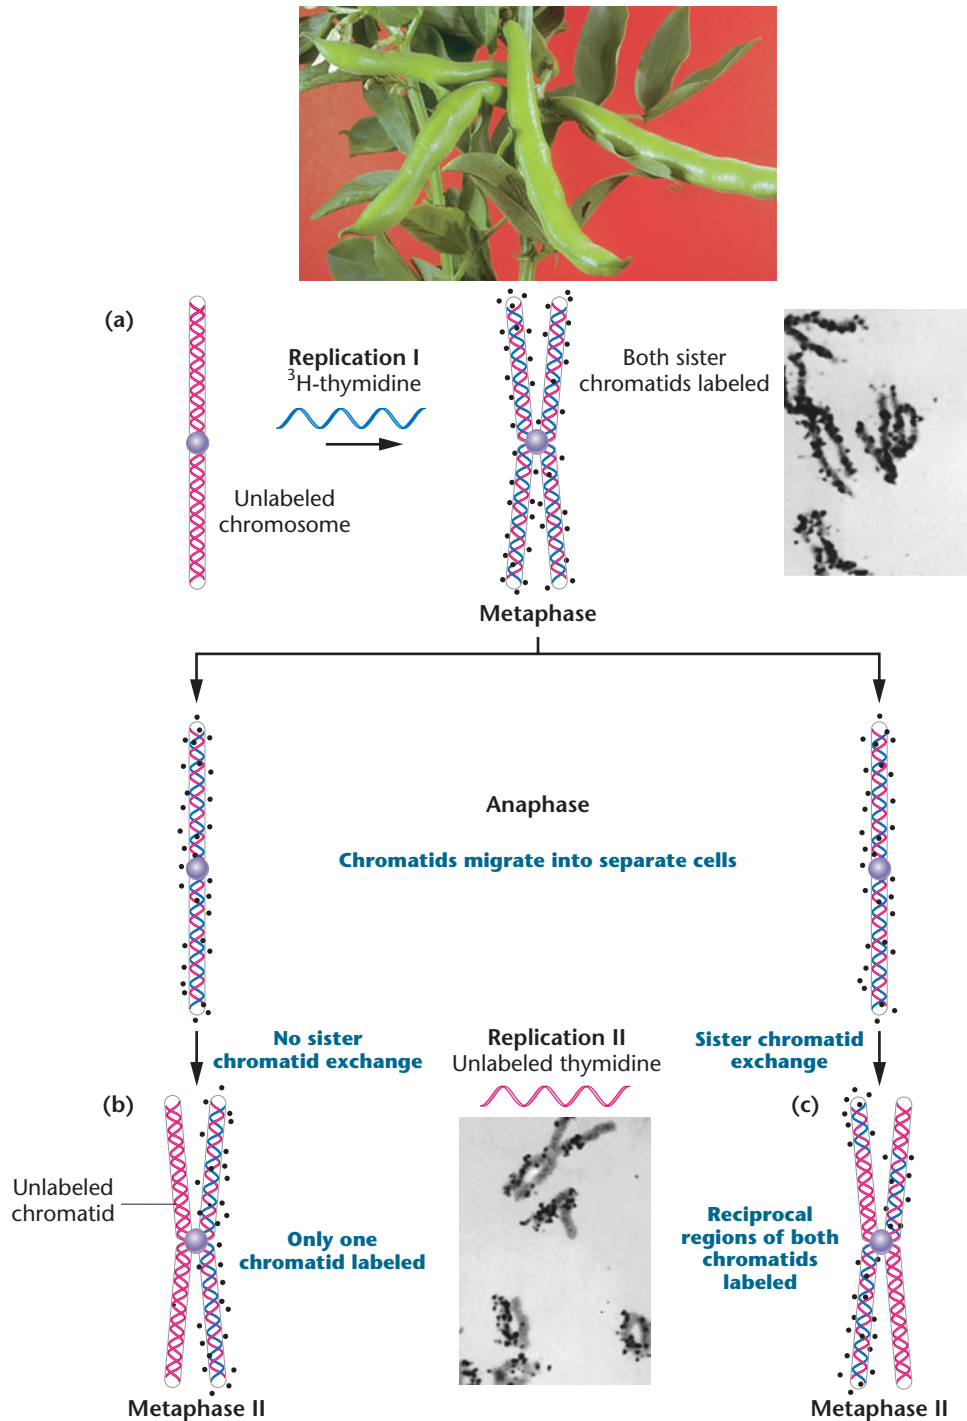 (a)
Replication I
³H-thymidine
Unlabeled
chromosome
Both sister
chromatids labeled
Metaphase
Anaphase
Chromatids migrate into separate cells
No sister
chromatid exchange
Replication II
Unlabeled thymidine
Sister chromatid
exchange
(b)
Unlabeled
chromatid
Only one
chromatid labeled
Metaphase II
(c)
Reciprocal
regions of both
chromatids
labeled
Metaphase II